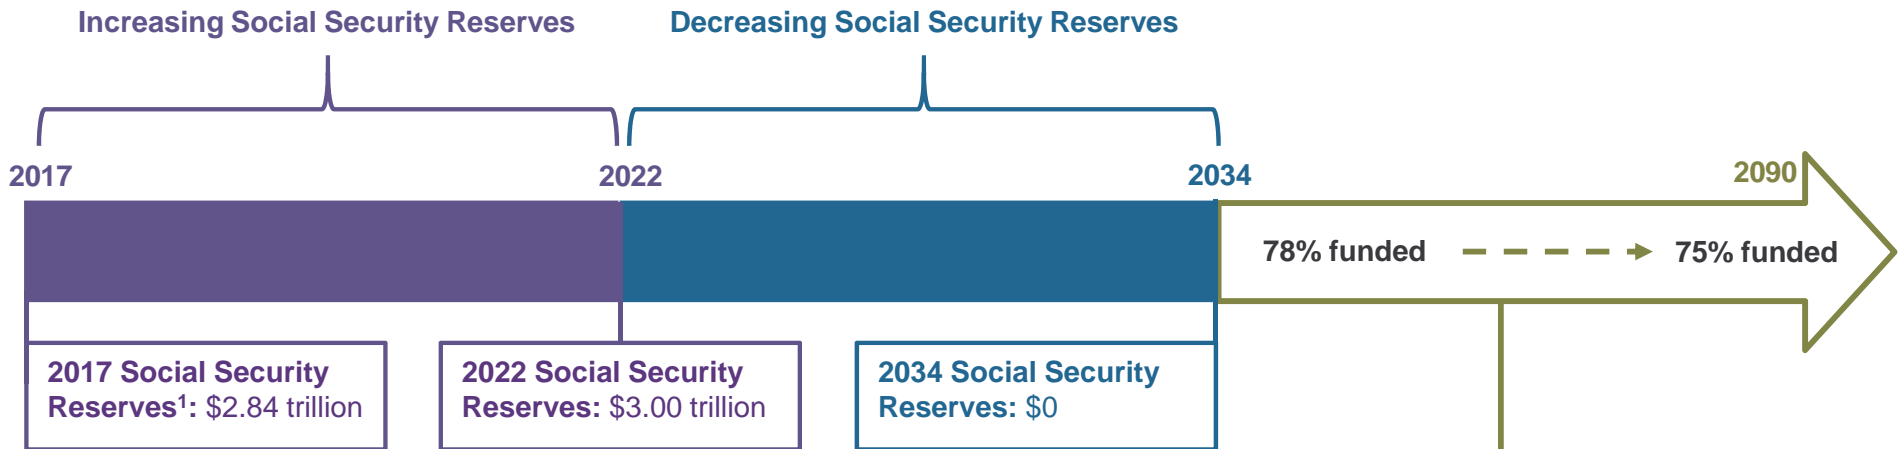 Increasing Social Security Reserves
Decreasing Social Security Reserves
2017
2022
2034
2090
78% funded
75% funded
2017 Social Security
Reserves¹: $2.84 trillion
2022 Social Security
Reserves: $3.00 trillion
2034 Social Security
Reserves: $0